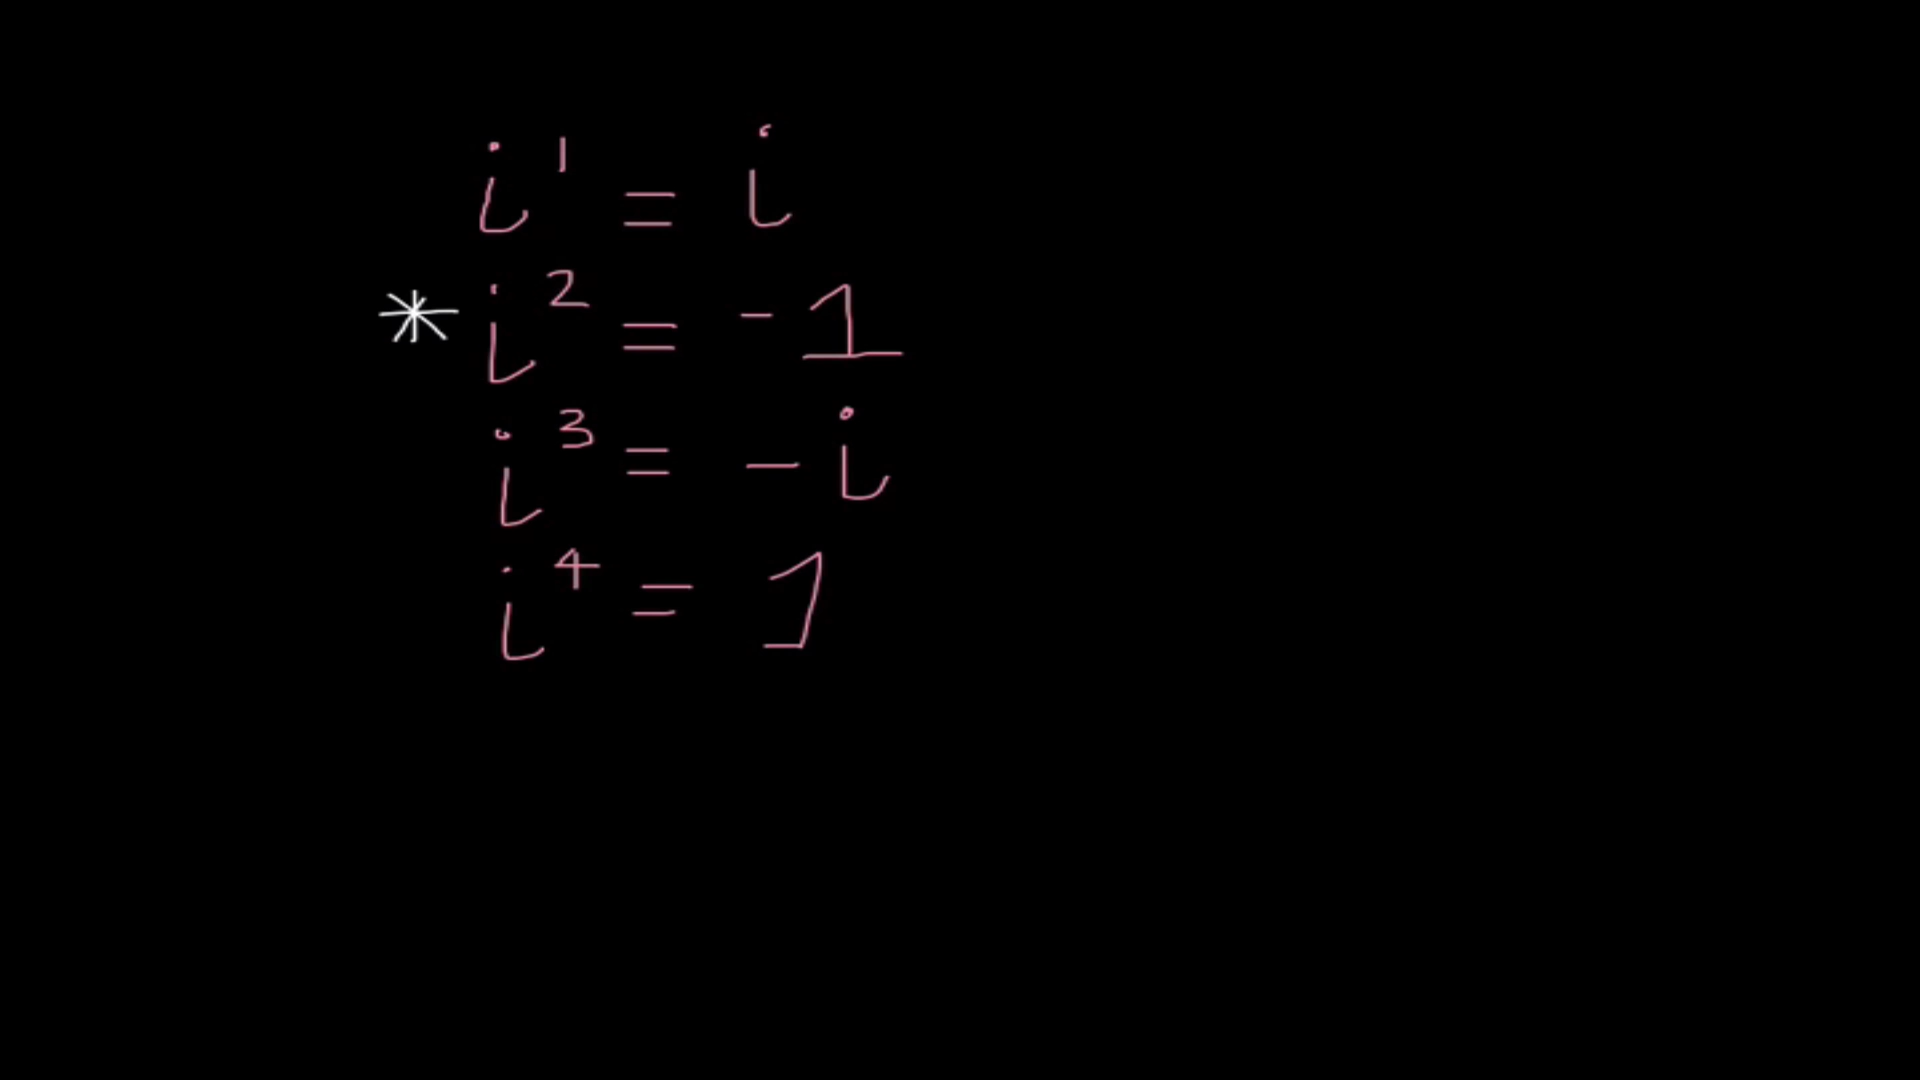 i¹ = i
* i² = -1
i³ = -i
i⁴ = 1